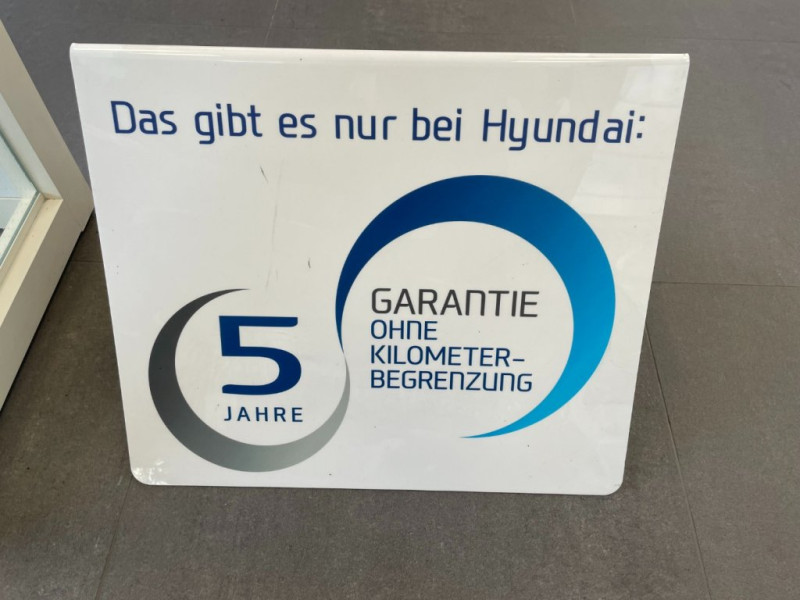 Das gibt es nur bei Hyundai:
5
JAHRE
GARANTIE
OHNE
KILOMETER-
BEGRENZUNG